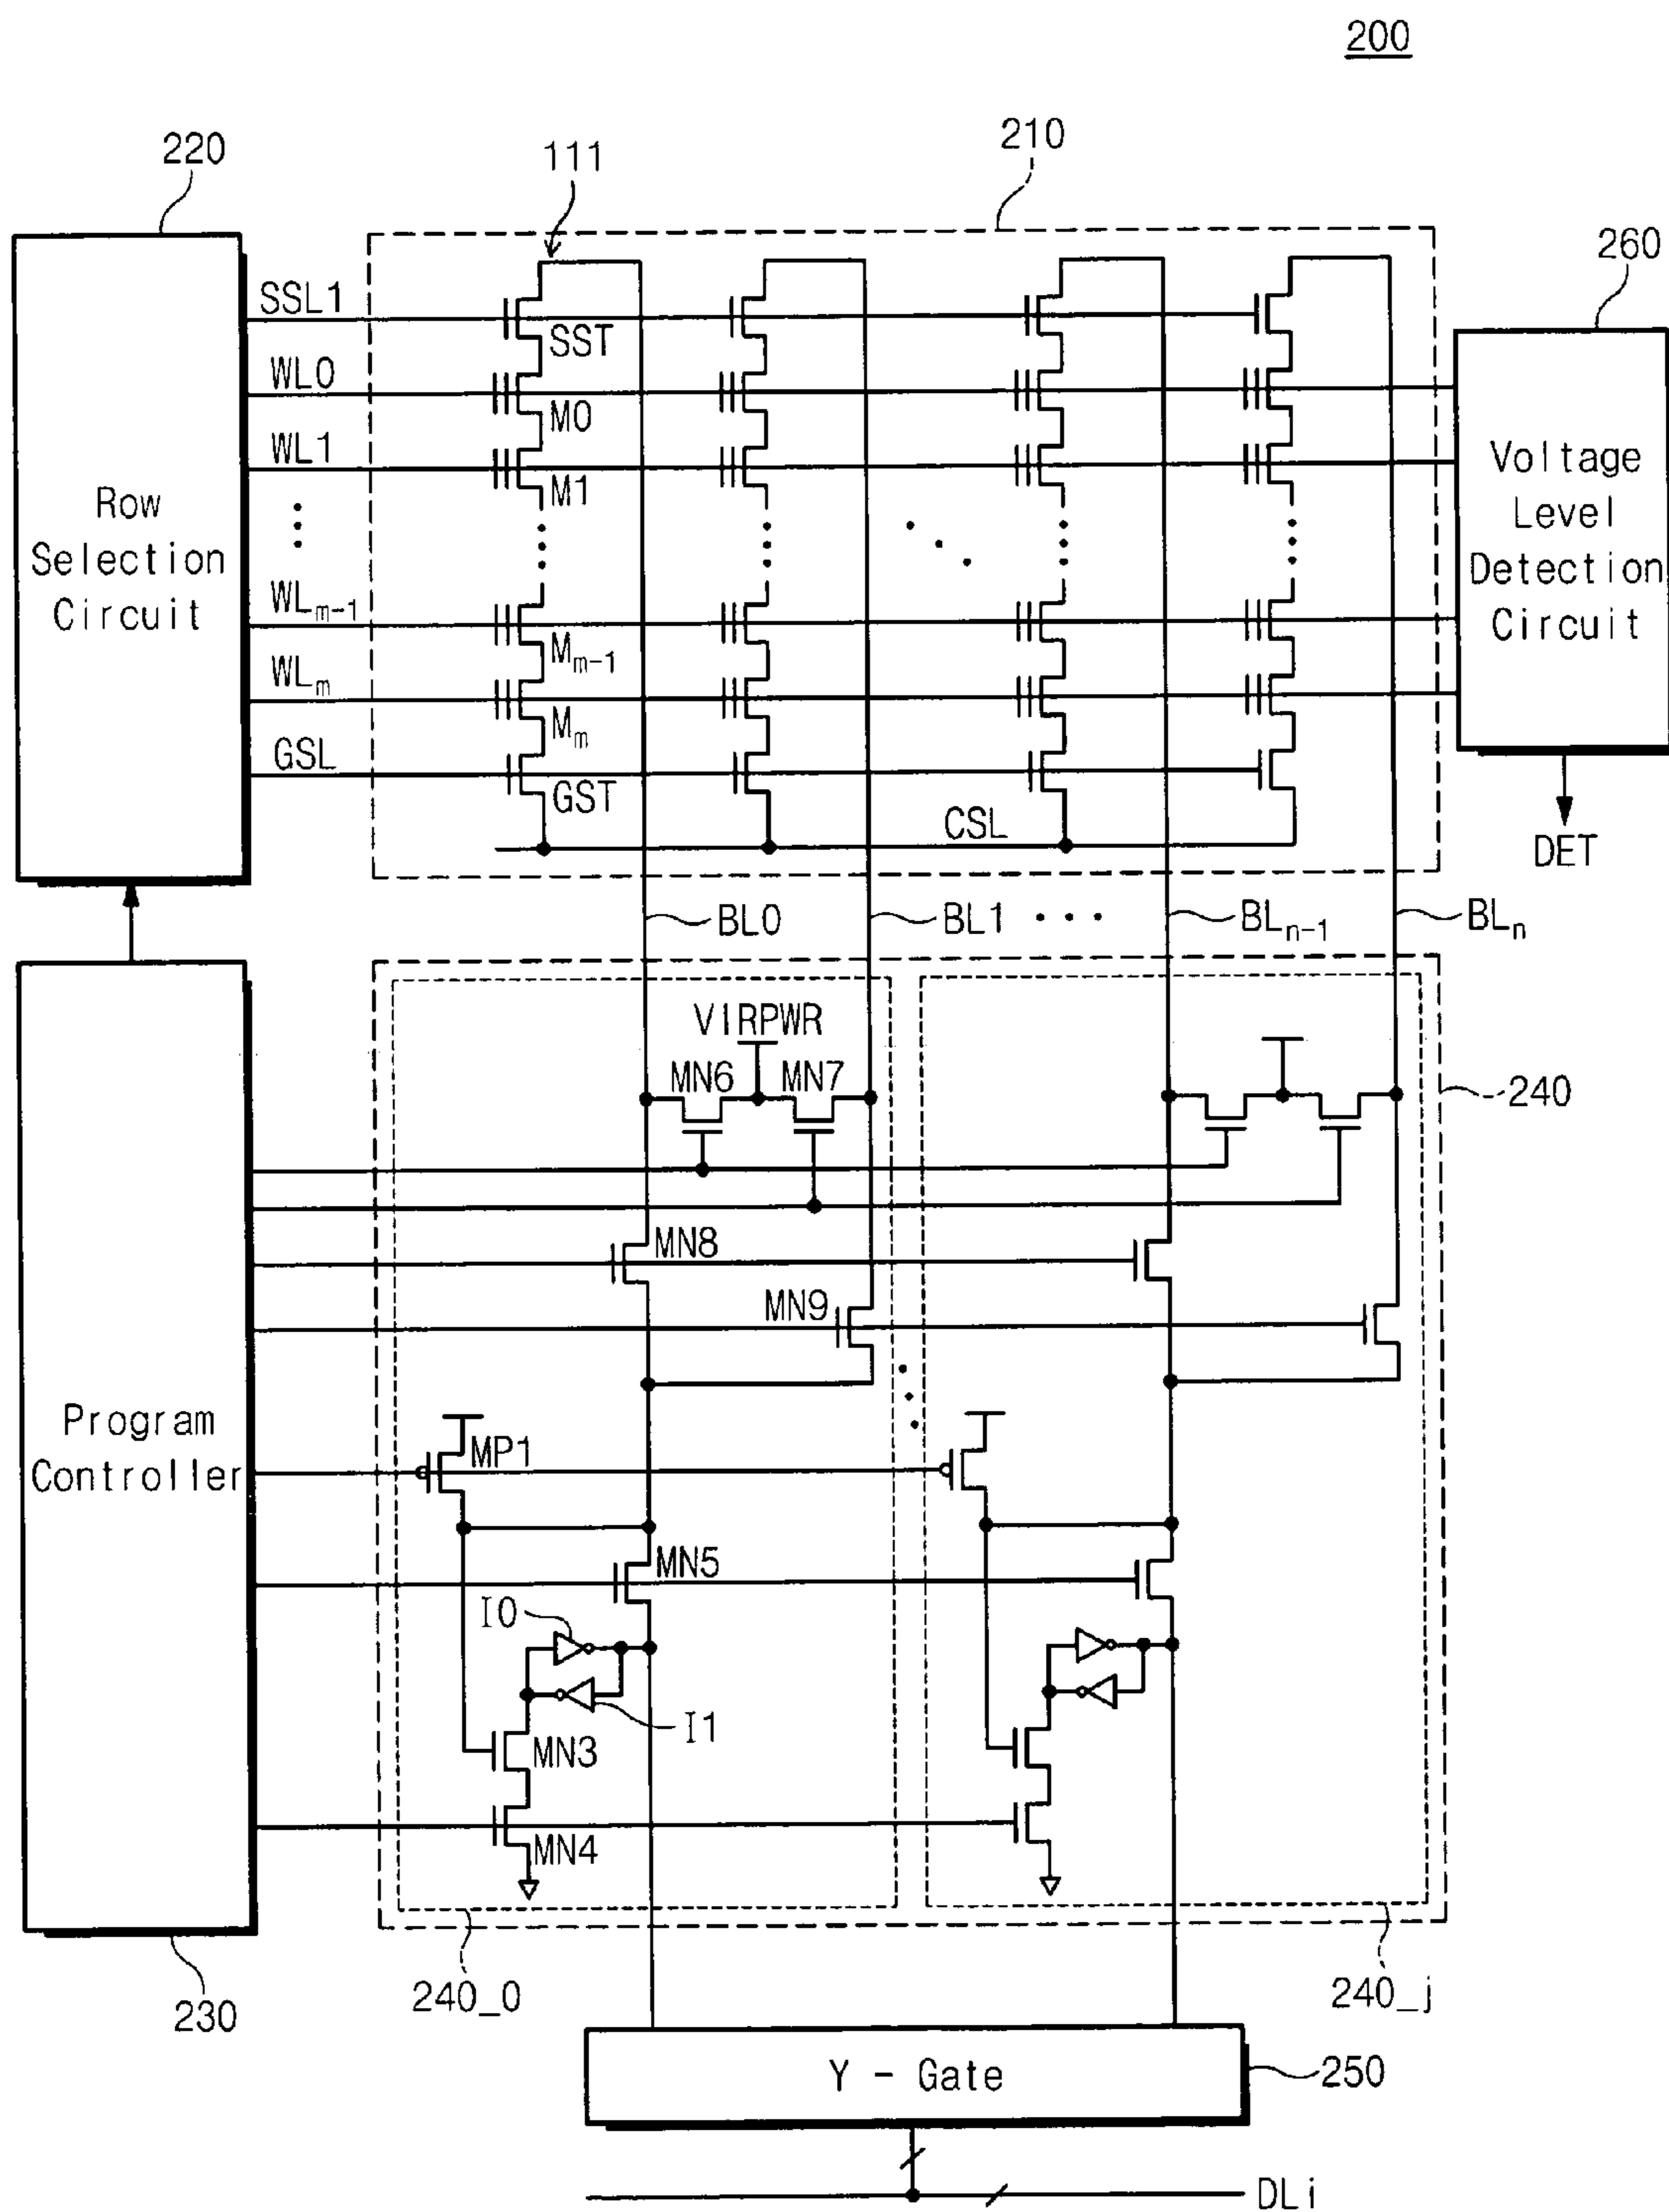 200
220
111
210
260
SSL1
SST
WL0
M0
WL1
M1
Row
Selection
Circuit
Voltage
Level
Detection
Circuit
WLm-1
Mm-1
WLm
Mm
GSL
GST
CSL
DET
BL0
BL1
BLn-1
BLn
VIRPWR
MN6
MN7
240
MN8
MN9
Program
Controller
MP1
MN5
I0
I1
MN3
MN4
230
240_0
240_j
Y - Gate
250
DLi